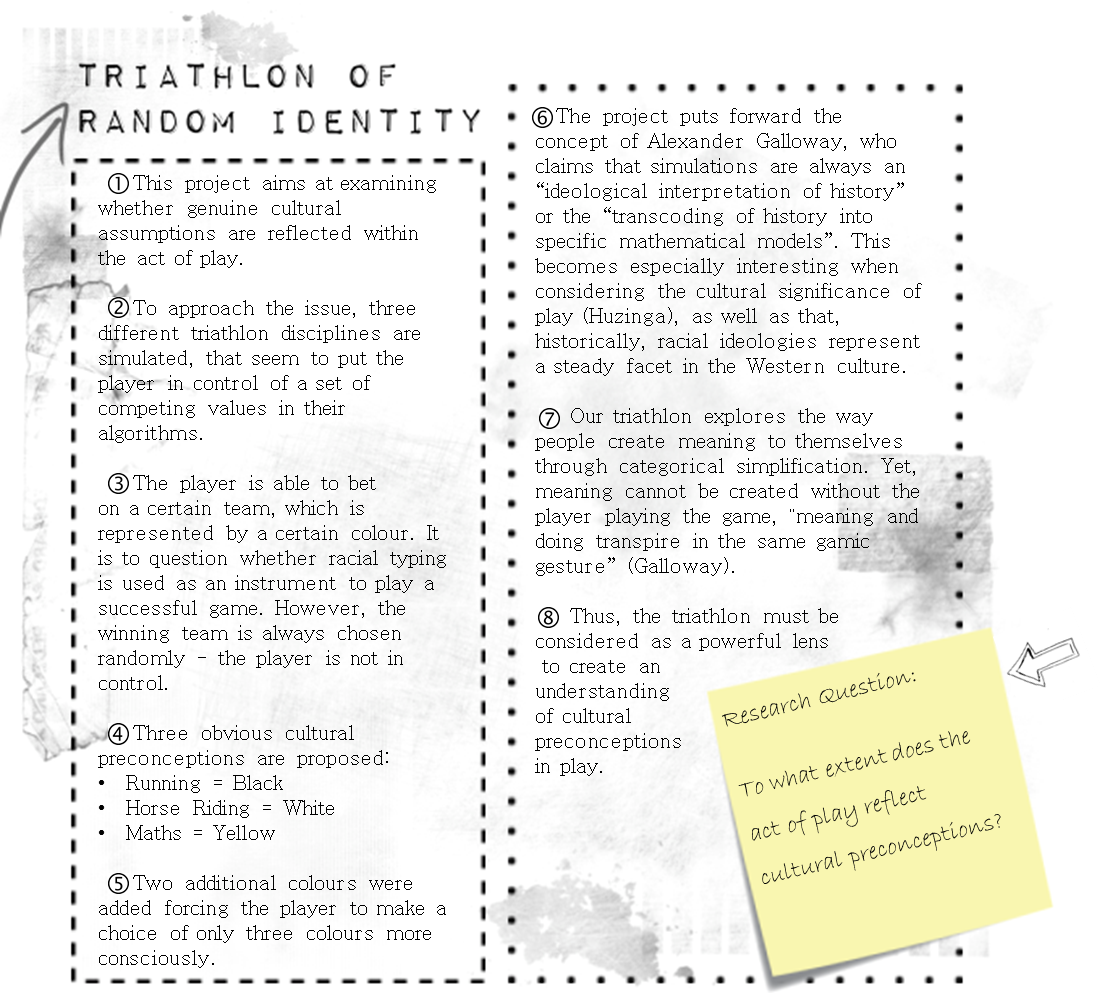 TRIATHLON OF
RANDOM IDENTITY
①This project aims at examining
whether genuine cultural
assumptions are reflected within
the act of play.
②To approach the issue, three
different triathlon disciplines are
simulated, that seem to put the
player in control of a set of
competing values in their
algorithms.
③The player is able to bet
on a certain team, which is
represented by a certain colour. It
is to question whether racial typing
is used as an instrument to play a
successful game. However, the
winning team is always chosen
randomly - the player is not in
control.
④Three obvious cultural
preconceptions are proposed:
• Running = Black
• Horse Riding = White
• Maths = Yellow
⑤Two additional colours were
added forcing the player to make a
choice of only three colours more
consciously.
⑥The project puts forward the
concept of Alexander Galloway, who
claims that simulations are always an
“ideological interpretation of history”
or the “transcoding of history into
specific mathematical models”. This
becomes especially interesting when
considering the cultural significance of
play (Huzinga), as well as that,
historically, racial ideologies represent
a steady facet in the Western culture.
⑦ Our triathlon explores the way
people create meaning to themselves
through categorical simplification. Yet,
meaning cannot be created without the
player playing the game, "meaning and
doing transpire in the same gamic
gesture” (Galloway).
⑧ Thus, the triathlon must be
considered as a powerful lens
to create an
understanding
of cultural
preconceptions
in play.
Research Question:
To what extent does the
act of play reflect
cultural preconceptions?